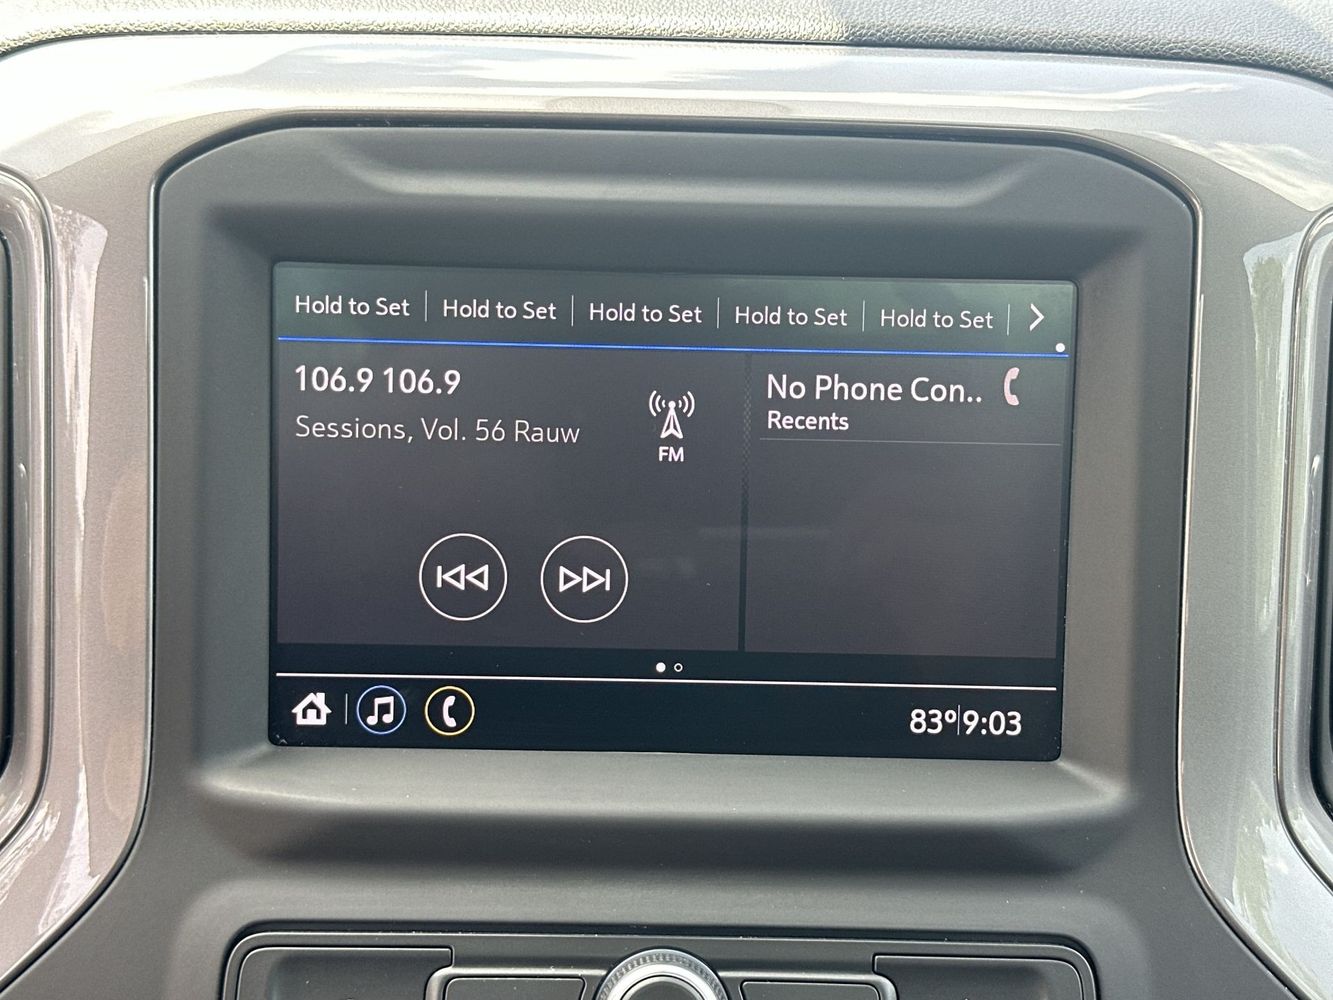 Hold to Set Hold to Set Hold to Set Hold to Set Hold to Set
106.9 106.9
Sessions, Vol. 56 Rauw
FM
No Phone Con..
Recents
83° 9:03